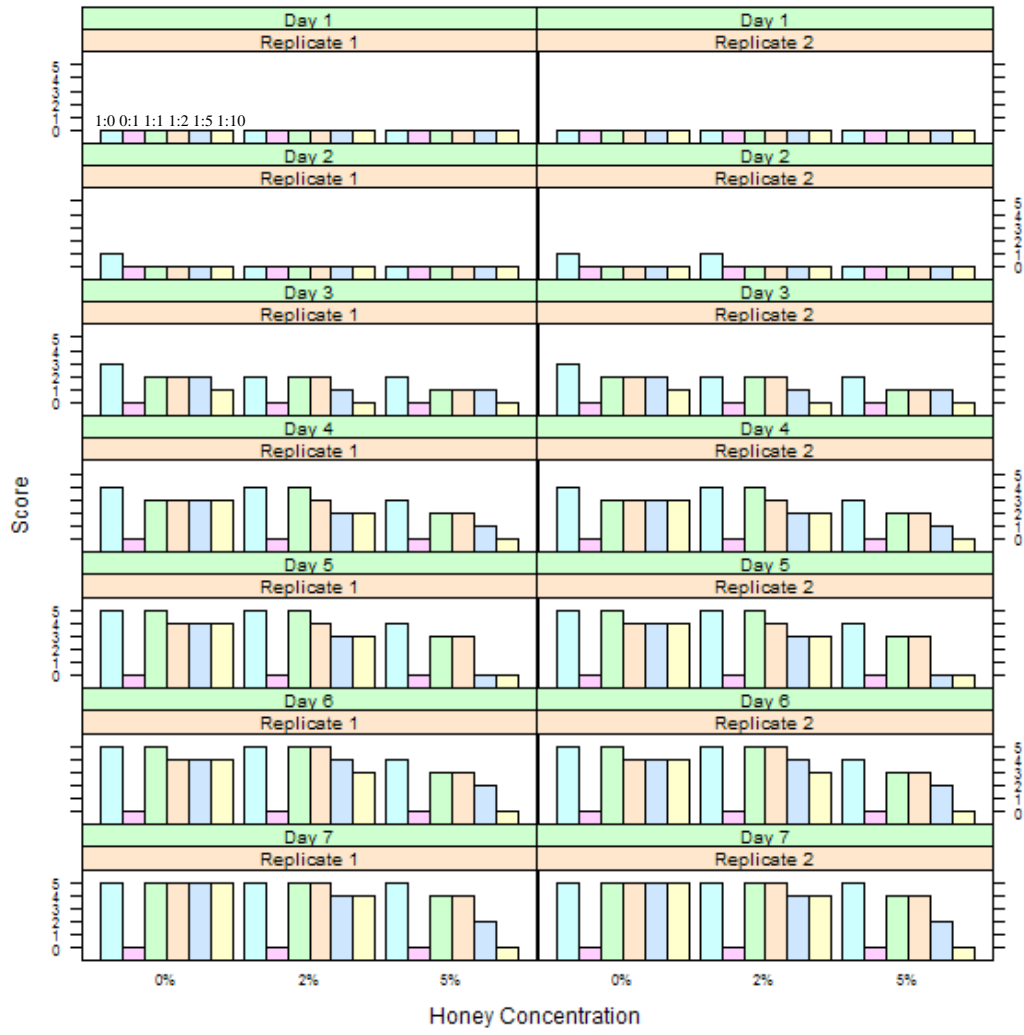 Day 1 Day 1
Replicate 1 Replicate 2
5
4
3
2
1
0
1:0 0:1 1:1 1:2 1:5 1:10
Day 2 Day 2
Replicate 1 Replicate 2
5
4
3
2
1
0
Day 3 Day 3
Replicate 1 Replicate 2
5
4
3
2
1
0
Day 4 Day 4
Replicate 1 Replicate 2
5
4
3
2
1
0
Score
Day 5 Day 5
Replicate 1 Replicate 2
5
4
3
2
1
0
Day 6 Day 6
Replicate 1 Replicate 2
5
4
3
2
1
0
Day 7 Day 7
Replicate 1 Replicate 2
5
4
3
2
1
0
0% 2% 5% 0% 2% 5%
Honey Concentration